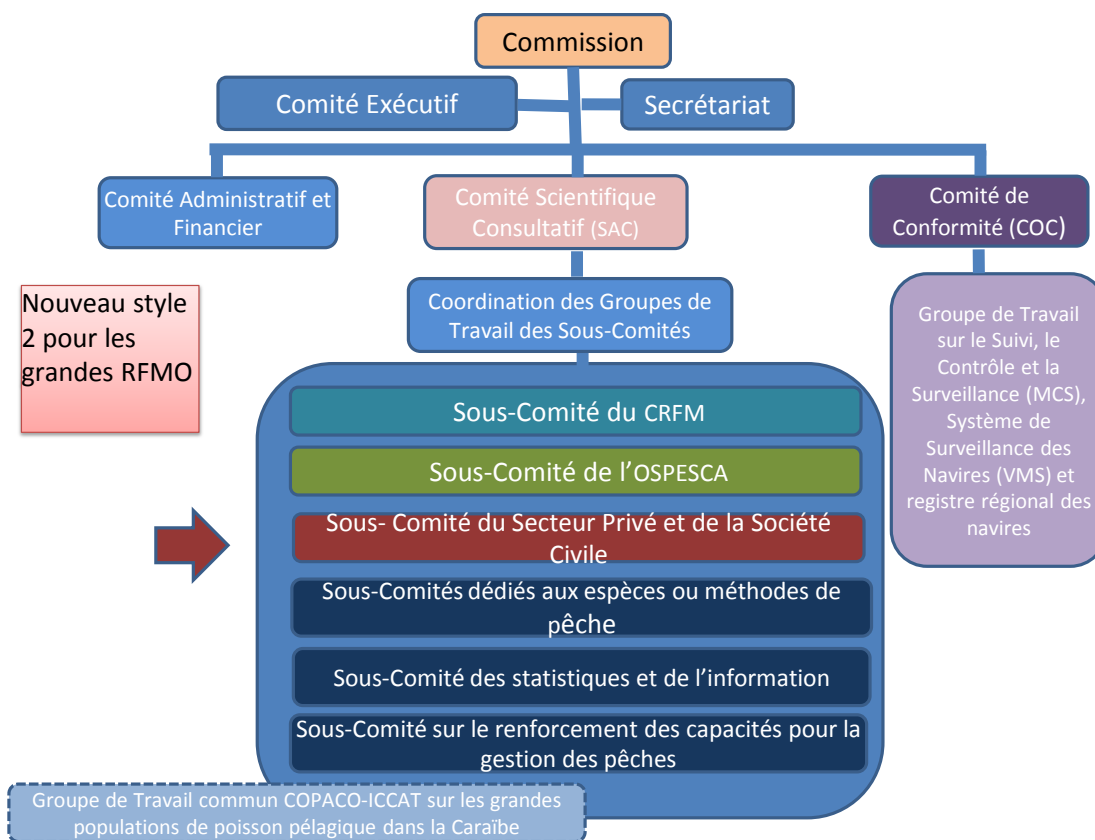 Commission
Comité Exécutif
Secrétariat
Comité Administratif et
Financier
Comité Scientifique
Consultatif (SAC)
Comité de
Conformité (COC)
Nouveau style
2 pour les
grandes RFMO
Coordination des Groupes de
Travail des Sous-Comités
Groupe de Travail
sur le Suivi, le
Contrôle et la
Surveillance (MCS),
Système de
Surveillance des
Navires (VMS) et
registre régional des
navires
Sous-Comité du CRFM
Sous-Comité de l’OSPESCA
Sous- Comité du Secteur Privé et de la Société
Civile
Sous-Comités dédiés aux espèces ou méthodes de
pêche
Sous-Comité des statistiques et de l’information
Sous-Comité sur le renforcement des capacités pour la
gestion des pêches
Groupe de Travail commun COPACO-ICCAT sur les grandes
populations de poisson pélagique dans la Caraïbe